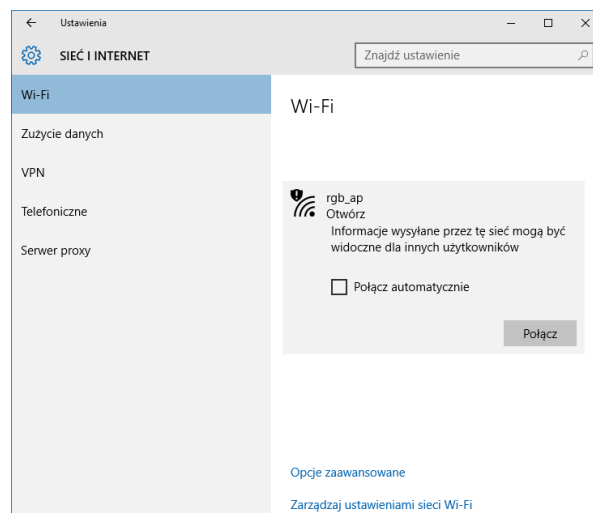 Ustawienia
SIEĆ I INTERNET
Znajdź ustawienie
Wi-Fi
Zużycie danych
VPN
Telefoniczne
Serwer proxy
Wi-Fi
rgb_ap
Otwórz
Informacje wysyłane przez tę sieć mogą być
widoczne dla innych użytkowników
Połącz automatycznie
Połącz
Opcje zaawansowane
Zarządzaj ustawieniami sieci Wi-Fi